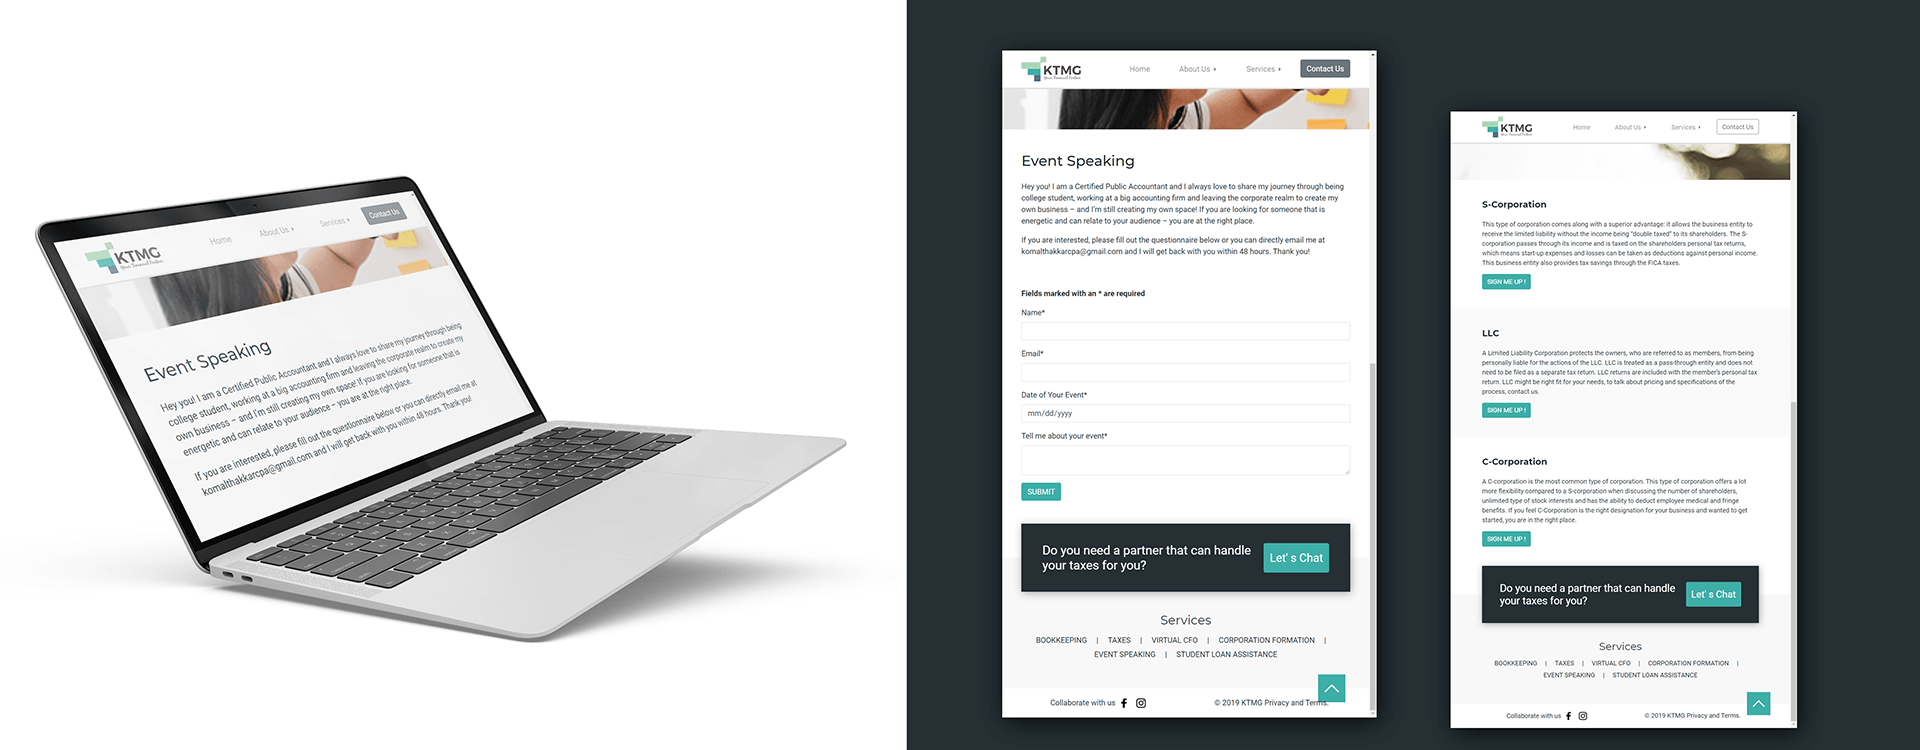 KTMG
Your Financial Partner
Home
About Us
Services
Contact Us
Event Speaking
Hey you! I am a Certified Public Accountant and I always love to share my journey through being
college student, working at a big accounting firm and leaving the corporate realm to create my
own business – and I'm still creating my own space! If you are looking for someone that is
energetic and can relate to your audience – you are at the right place.
If you are interested, please fill out the questionnaire below or you can directly email me at
komalthakkarcpa@gmail.com and I will get back with you within 48 hours. Thank you!
KTMG
Your Financial Partner
Home
About Us
Services
Contact Us
Event Speaking
Hey you! I am a Certified Public Accountant and I always love to share my journey through being
college student, working at a big accounting firm and leaving the corporate realm to create my
own business – and I'm still creating my own space! If you are looking for someone that is
energetic and can relate to your audience – you are at the right place.
If you are interested, please fill out the questionnaire below or you can directly email me at
komalthakkarcpa@gmail.com and I will get back with you within 48 hours. Thank you!
Fields marked with an * are required
Name*
Email*
Date of Your Event*
mm/dd/yyyy
Tell me about your event*
SUBMIT
Do you need a partner that can handle
your taxes for you?
Let' s Chat
Services
BOOKKEEPING | TAXES | VIRTUAL CFO | CORPORATION FORMATION |
EVENT SPEAKING | STUDENT LOAN ASSISTANCE
Collaborate with us
© 2019 KTMG Privacy and Terms.
KTMG
Your Financial Partner
Home
About Us
Services
Contact Us
S-Corporation
This type of corporation comes along with a superior advantage: it allows the business entity to
receive the limited liability without the income being "double taxed" to its shareholders. The S-
corporation passes through its income and is taxed on the shareholders personal tax returns,
which means start-up expenses and losses can be taken as deductions against personal income.
This business entity also provides tax savings through the FICA taxes.
SIGN ME UP !
LLC
A Limited Liability Corporation protects the owners, who are referred to as members, from being
personally liable for the actions of the LLC. LLC is treated as a pass-through entity and does not
need to be filed as a separate tax return. LLC returns are included with the member's personal tax
return. LLC might be right fit for your needs, to talk about pricing and specifications of the
process, contact us.
SIGN ME UP !
C-Corporation
A C-corporation is the most common type of corporation. This type of corporation offers a lot
more flexibility compared to a S-corporation when discussing the number of shareholders,
unlimited type of stock interests and has the ability to deduct employee medical and fringe
benefits. If you feel C-Corporation is the right designation for your business and wanted to get
started, you are in the right place.
SIGN ME UP !
Do you need a partner that can handle
your taxes for you?
Let' s Chat
Services
BOOKKEEPING | TAXES | VIRTUAL CFO | CORPORATION FORMATION |
EVENT SPEAKING | STUDENT LOAN ASSISTANCE
Collaborate with us
© 2019 KTMG Privacy and Terms.